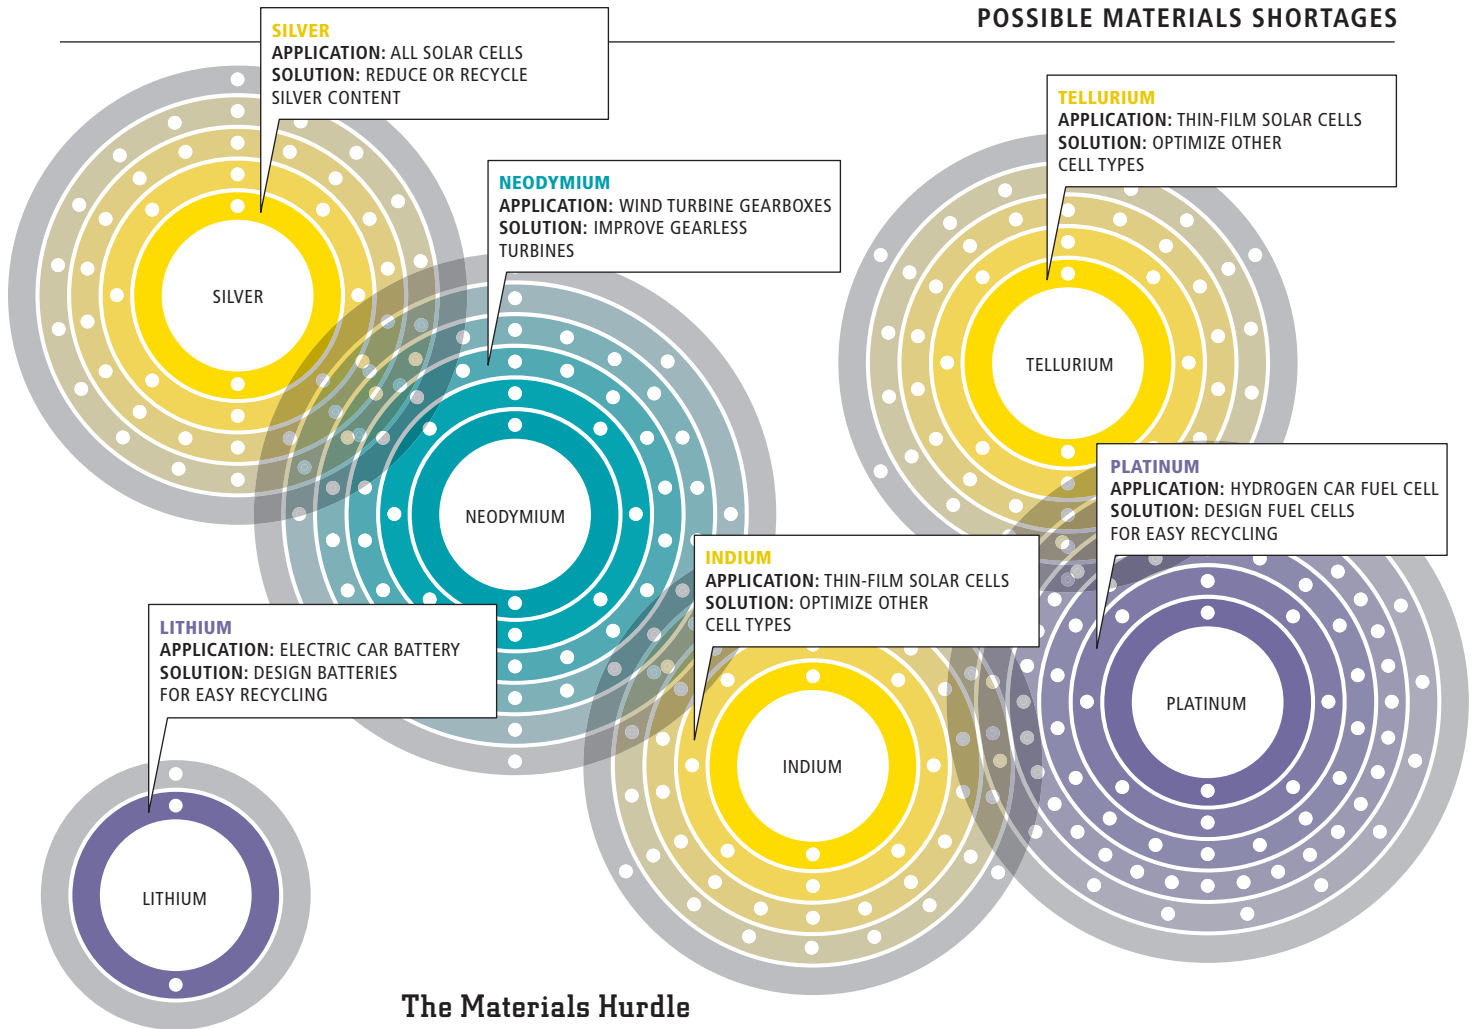 POSSIBLE MATERIALS SHORTAGES
SILVER
APPLICATION: ALL SOLAR CELLS
SOLUTION: REDUCE OR RECYCLE
SILVER CONTENT
TELLURIUM
APPLICATION: THIN-FILM SOLAR CELLS
SOLUTION: OPTIMIZE OTHER
CELL TYPES
NEODYMIUM
APPLICATION: WIND TURBINE GEARBOXES
SOLUTION: IMPROVE GEARLESS
TURBINES
SILVER
TELLURIUM
PLATINUM
APPLICATION: HYDROGEN CAR FUEL CELL
SOLUTION: DESIGN FUEL CELLS
FOR EASY RECYCLING
NEODYMIUM
INDIUM
APPLICATION: THIN-FILM SOLAR CELLS
SOLUTION: OPTIMIZE OTHER
CELL TYPES
LITHIUM
APPLICATION: ELECTRIC CAR BATTERY
SOLUTION: DESIGN BATTERIES
FOR EASY RECYCLING
PLATINUM
INDIUM
LITHIUM
The Materials Hurdle